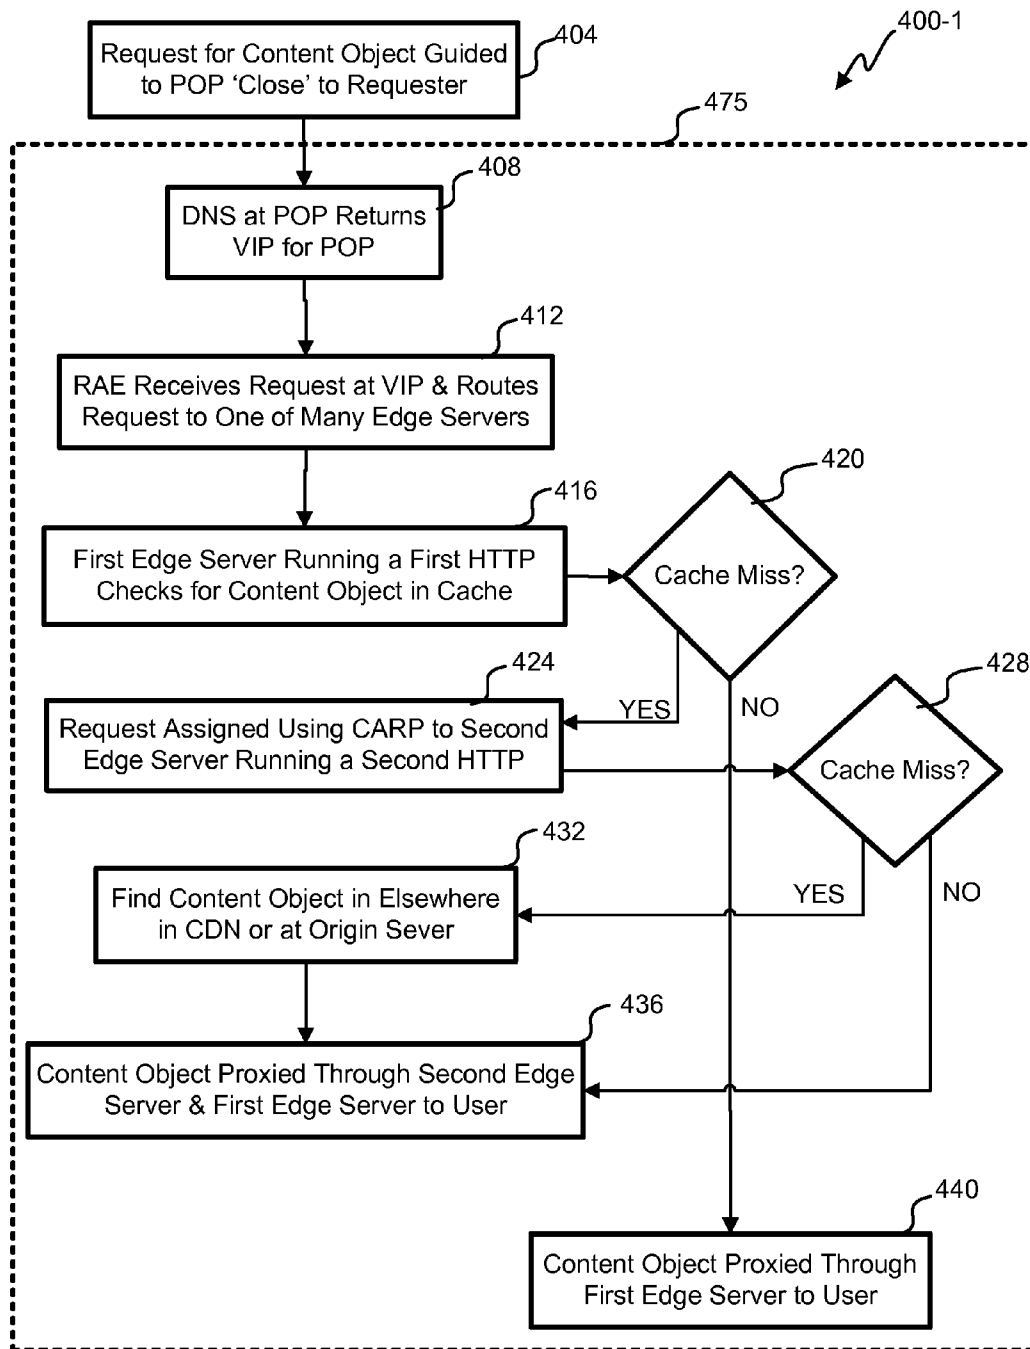 Request for Content Object Guided
to POP 'Close' to Requester
404
400-1
475
408
DNS at POP Returns
VIP for POP
412
RAE Receives Request at VIP & Routes
Request to One of Many Edge Servers
416
First Edge Server Running a First HTTP
Checks for Content Object in Cache
420
Cache Miss?
YES
NO
424
Request Assigned Using CARP to Second
Edge Server Running a Second HTTP
428
Cache Miss?
YES
NO
432
Find Content Object in Elsewhere
in CDN or at Origin Sever
436
Content Object Proxied Through Second Edge
Server & First Edge Server to User
440
Content Object Proxied Through
First Edge Server to User